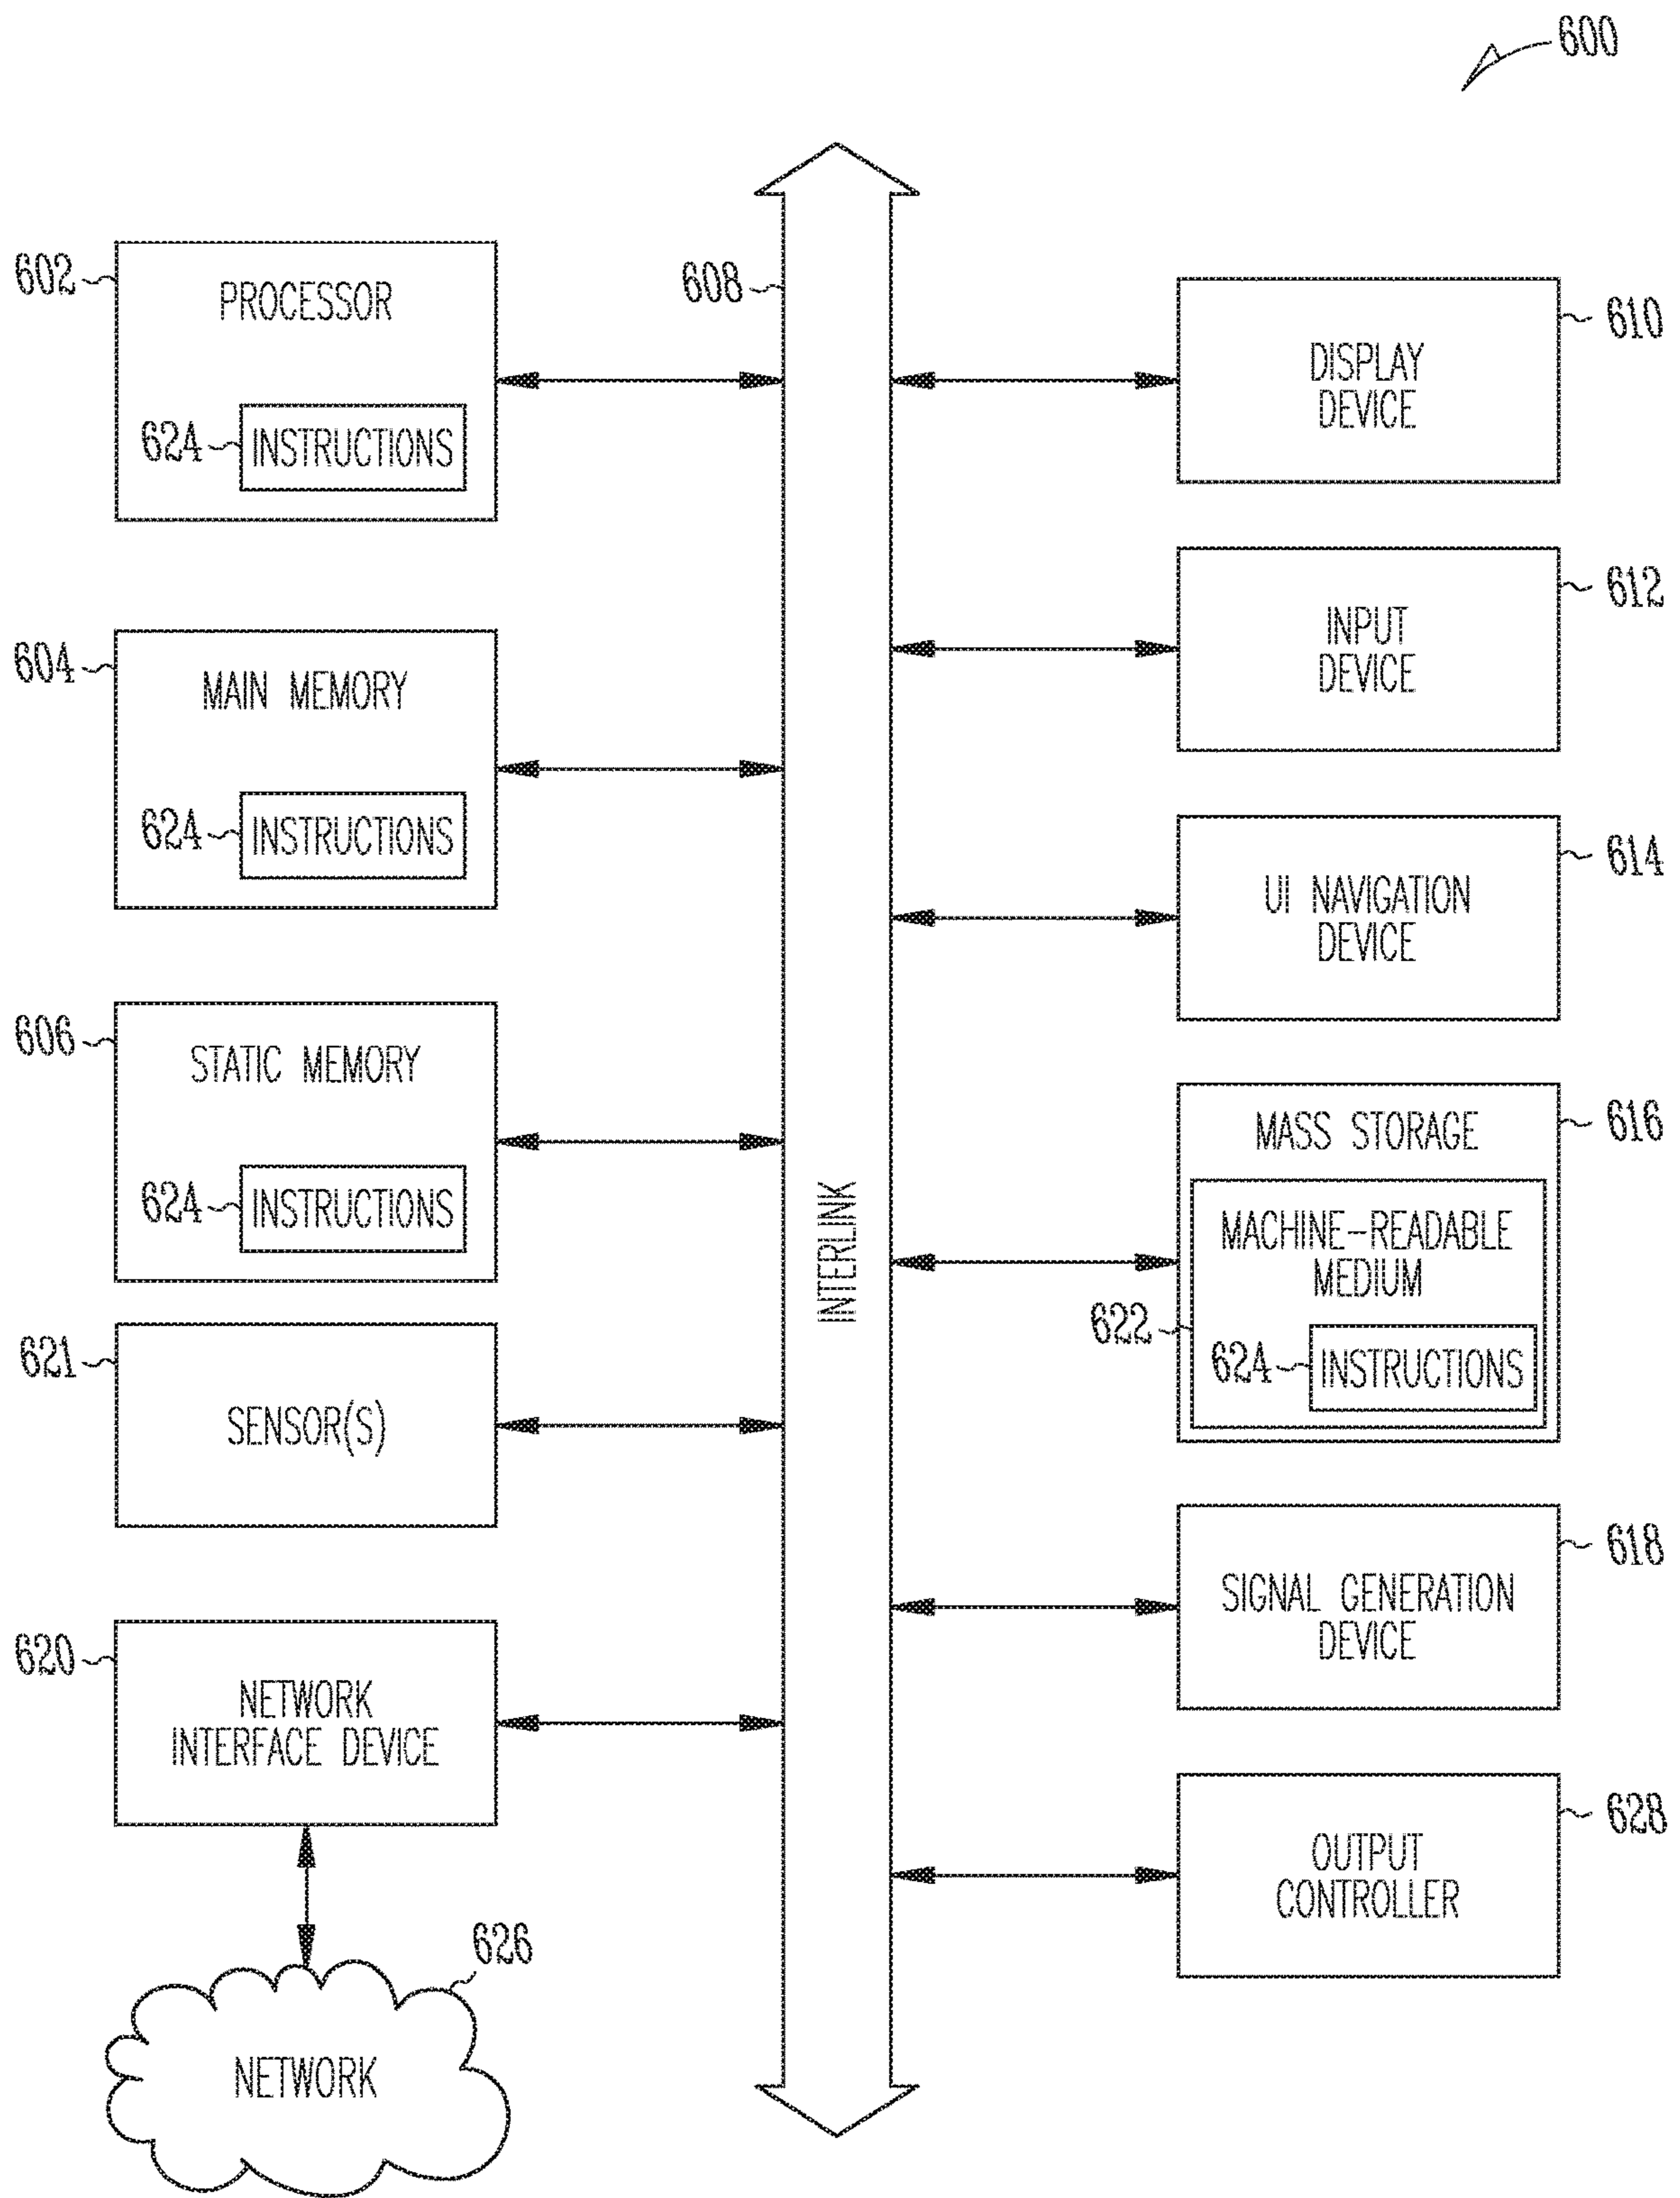 600
602
PROCESSOR
624
INSTRUCTIONS
604
MAIN MEMORY
624
INSTRUCTIONS
606
STATIC MEMORY
624
INSTRUCTIONS
621
SENSOR(S)
620
NETWORK
INTERFACE DEVICE
626
NETWORK
608
INTERLINK
610
DISPLAY
DEVICE
612
INPUT
DEVICE
614
UI NAVIGATION
DEVICE
616
MASS STORAGE
MACHINE-READABLE
MEDIUM
622
624
INSTRUCTIONS
618
SIGNAL GENERATION
DEVICE
628
OUTPUT
CONTROLLER